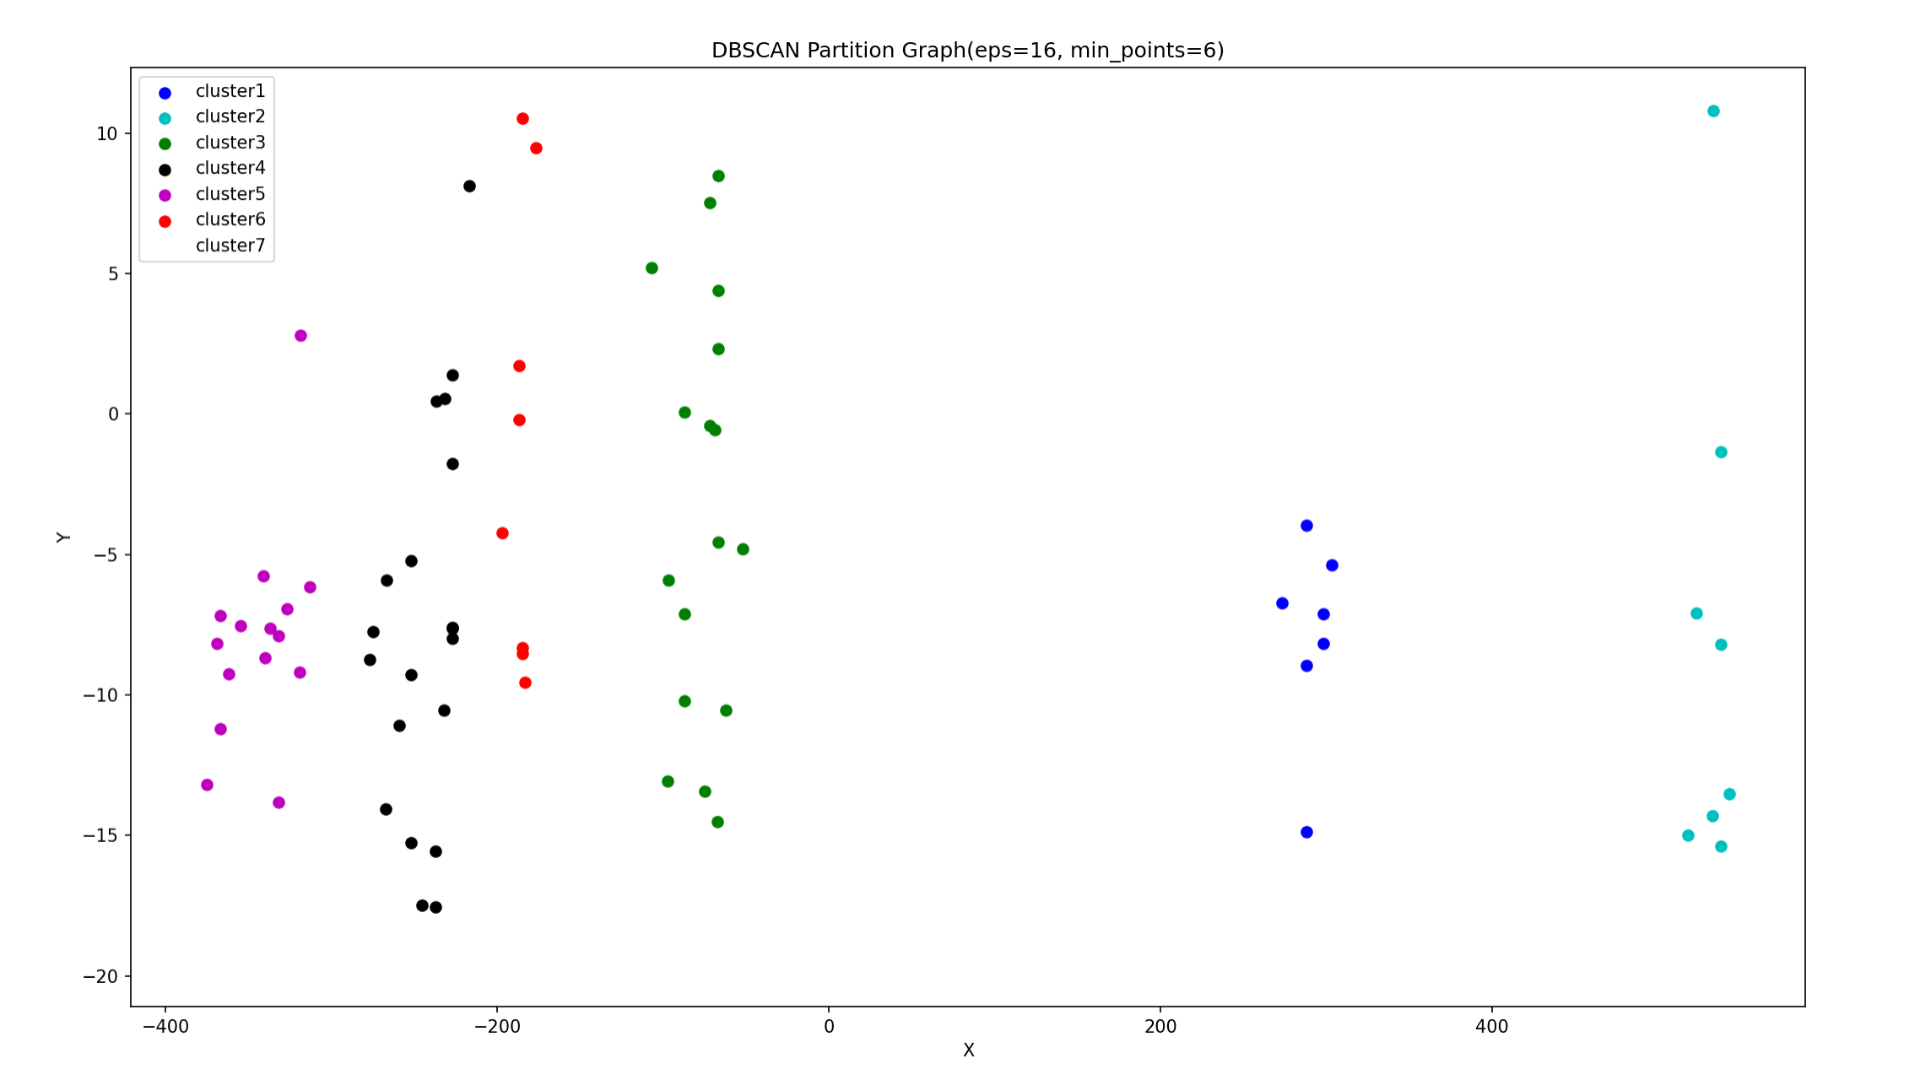 DBSCAN Partition Graph(eps=16, min_points=6)
cluster1
cluster2
cluster3
cluster4
cluster5
cluster6
cluster7
10
5
0
−5
−10
−15
−20
Y
−400
−200
0
200
400
X